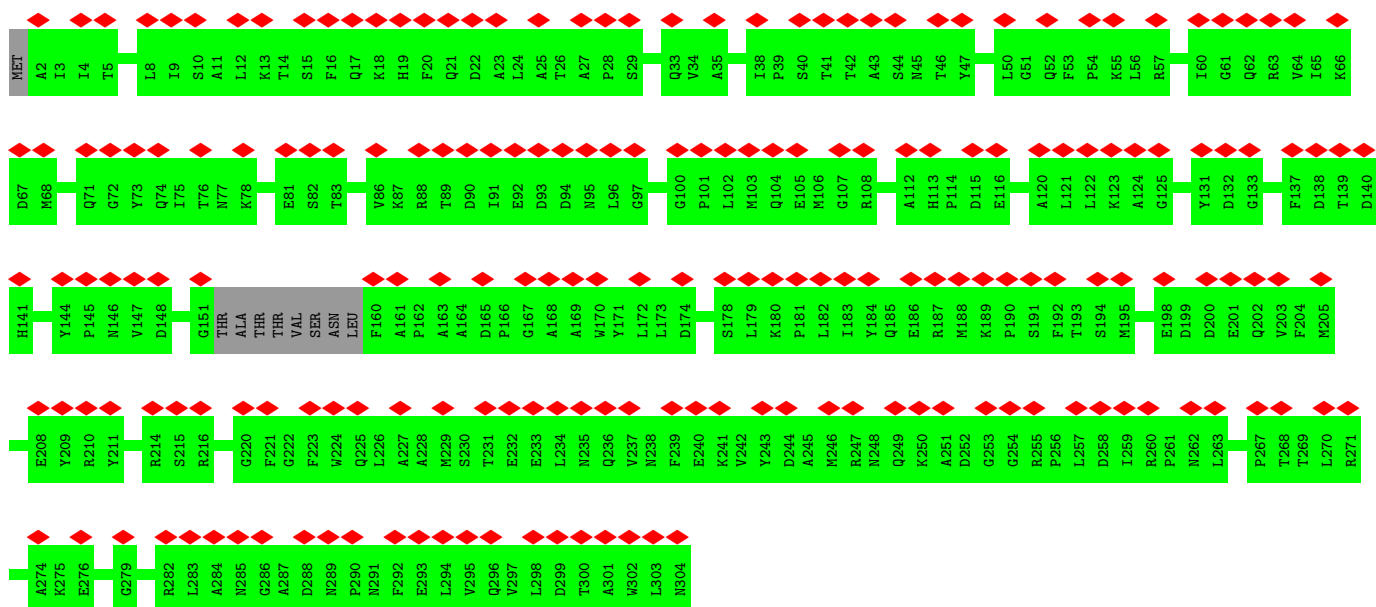 MET A2 I3 I4 T5 L8 I9 S10 A11 L12 K13 T14 S15 F16 Q17 K18 H19 F20 Q21 D22 A23 L24 A25 T26 A27 P28 S29 Q33 V34 A35 I38 P39 S40 T41 T42 A43 S44 N45 T46 Y47 L50 G51 Q52 F53 P54 K55 L56 R57 I60 G61 Q62 R63 V64 I65 K66
D67 M68 Q71 G72 Y73 Q74 I75 T76 N77 K78 E81 S82 T83 V86 K87 R88 T89 D90 I91 E92 D93 D94 N95 L96 G97 G100 P101 L102 M103 Q104 E105 M106 G107 R108 A112 H113 P114 D115 E116 A120 L121 L122 K123 A124 G125 Y131 D132 G133 F137 D138 T139 D140
H141 Y144 P145 N146 V147 D148 G151 THR ALA THR THR VAL SER ASN LEU F160 A161 P162 A163 A164 D165 P166 G167 A168 A169 W170 Y171 L172 L173 D174 S178 L179 K180 P181 L182 I183 Y184 Q185 E186 R187 M188 K189 P190 S191 F192 T193 S194 M195 E198 D199 D200 E201 Q202 V203 F204 M205
E208 Y209 R210 Y211 R214 S215 R216 G220 F221 G222 F223 W224 Q225 L226 A227 A228 M229 S230 T231 E232 E233 L234 N235 Q236 V237 N238 F239 E240 K241 V242 Y243 D244 A245 M246 R247 N248 Q249 K250 A251 D252 G253 G254 R255 P256 L257 D258 I259 R260 P261 N262 L263 P267 T268 T269 L270 R271
A274 K275 E276 G279 R282 L283 A284 N285 G286 A287 D288 N289 P290 N291 F292 E293 L294 V295 Q296 V297 L298 D299 T300 A301 W302 L303 N304